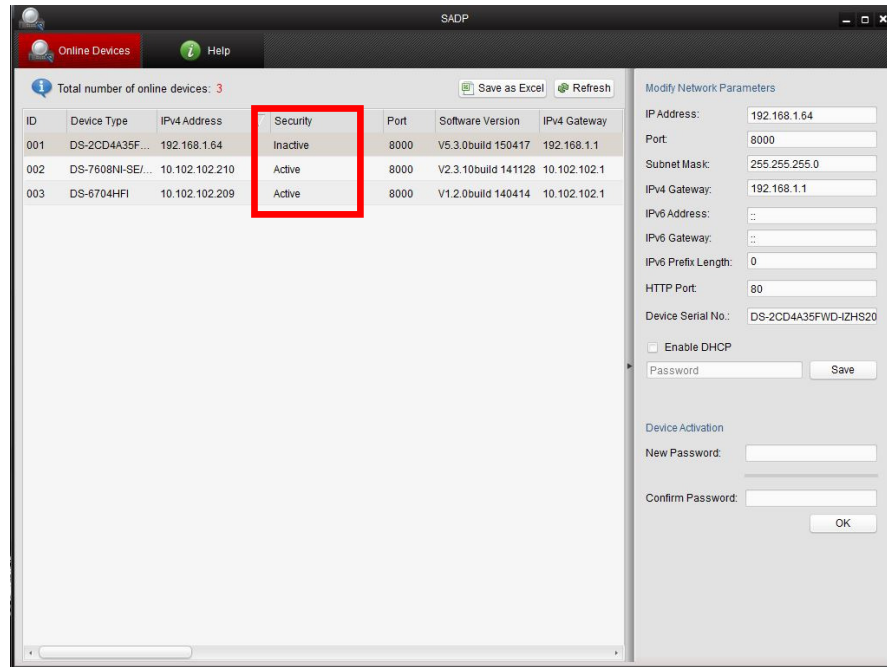 SADP
Online Devices Help
Total number of online devices: 3 Save as Excel Refresh
ID Device Type IPv4 Address Security Port Software Version IPv4 Gateway
001 DS-2CD4A35F... 192.168.1.64 Inactive 8000 V5.3.0build 150417 192.168.1.1
002 DS-7608NI-SE/... 10.102.102.210 Active 8000 V2.3.10build 141128 10.102.102.1
003 DS-6704HFI 10.102.102.209 Active 8000 V1.2.0build 140414 10.102.102.1
Modify Network Parameters
IP Address: 192.168.1.64
Port: 8000
Subnet Mask: 255.255.255.0
IPv4 Gateway: 192.168.1.1
IPv6 Address: ::
IPv6 Gateway: ::
IPv6 Prefix Length: 0
HTTP Port: 80
Device Serial No.: DS-2CD4A35FWD-IZHS20
Enable DHCP
Password Save
Device Activation
New Password:
Confirm Password:
OK